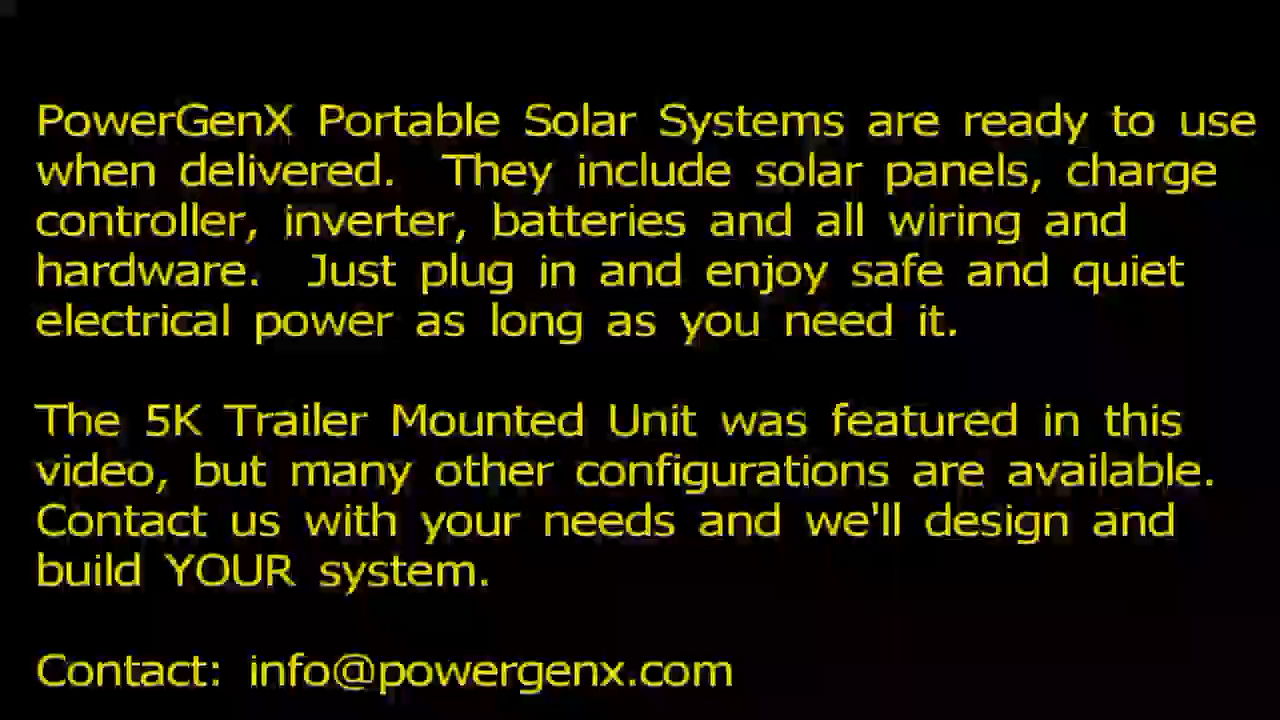 PowerGenX Portable Solar Systems are ready to use
when delivered.  They include solar panels, charge
controller, inverter, batteries and all wiring and
hardware.  Just plug in and enjoy safe and quiet
electrical power as long as you need it.
The 5K Trailer Mounted Unit was featured in this
video, but many other configurations are available.
Contact us with your needs and we'll design and
build YOUR system.
Contact: info@powergenx.com